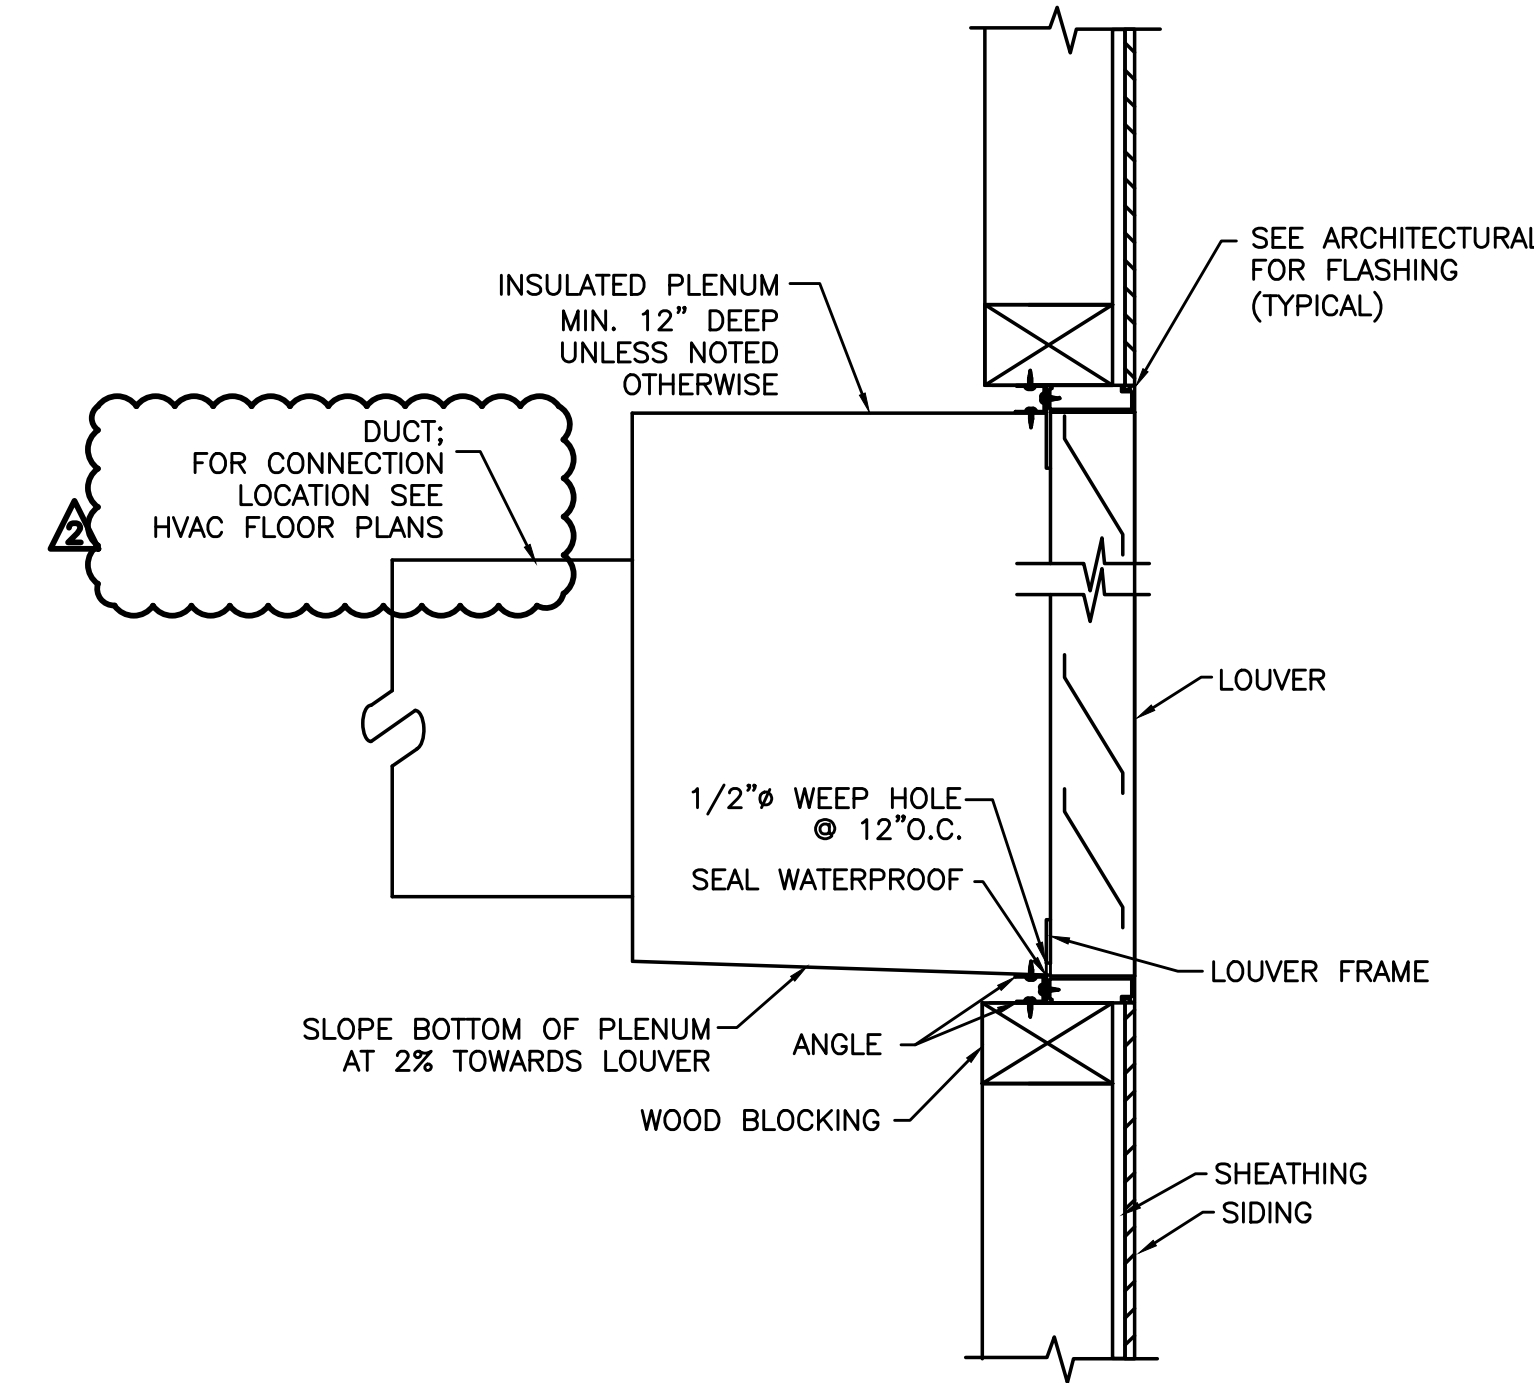 SEE ARCHITECTURAL
FOR FLASHING
(TYPICAL)
INSULATED PLENUM
MIN. 12" DEEP
UNLESS NOTED
OTHERWISE
DUCT;
FOR CONNECTION
LOCATION SEE
HVAC FLOOR PLANS
2
LOUVER
1/2"ø WEEP HOLE
@ 12"O.C.
SEAL WATERPROOF
LOUVER FRAME
SLOPE BOTTOM OF PLENUM
AT 2% TOWARDS LOUVER
ANGLE
WOOD BLOCKING
SHEATHING
SIDING